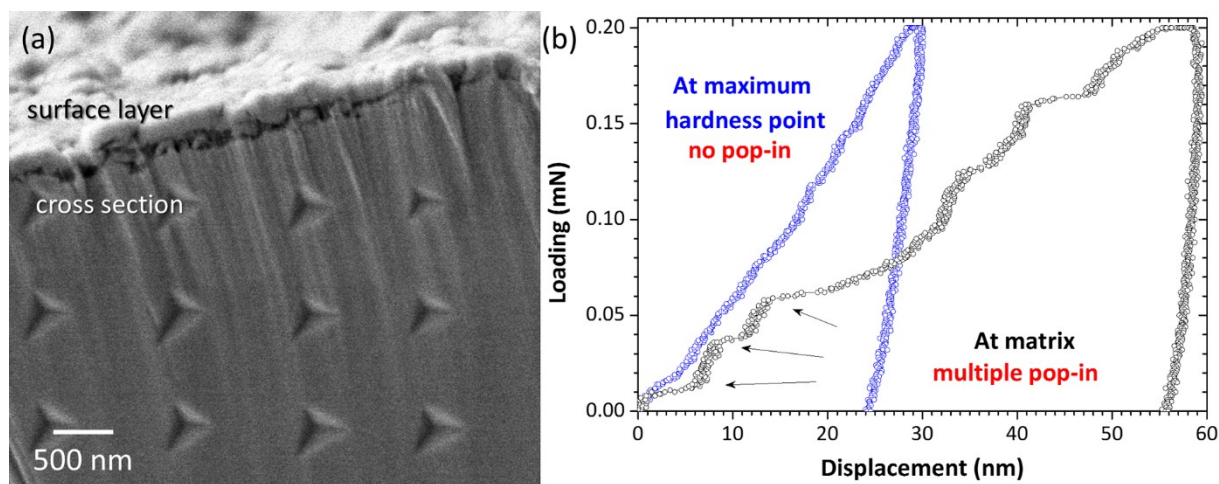 (a)
surface layer
cross section
500 nm
(b)
Loading (mN)
0.20
0.15
0.10
0.05
0.00
At maximum
hardness point
no pop-in
At matrix
multiple pop-in
0 10 20 30 40 50 60
Displacement (nm)